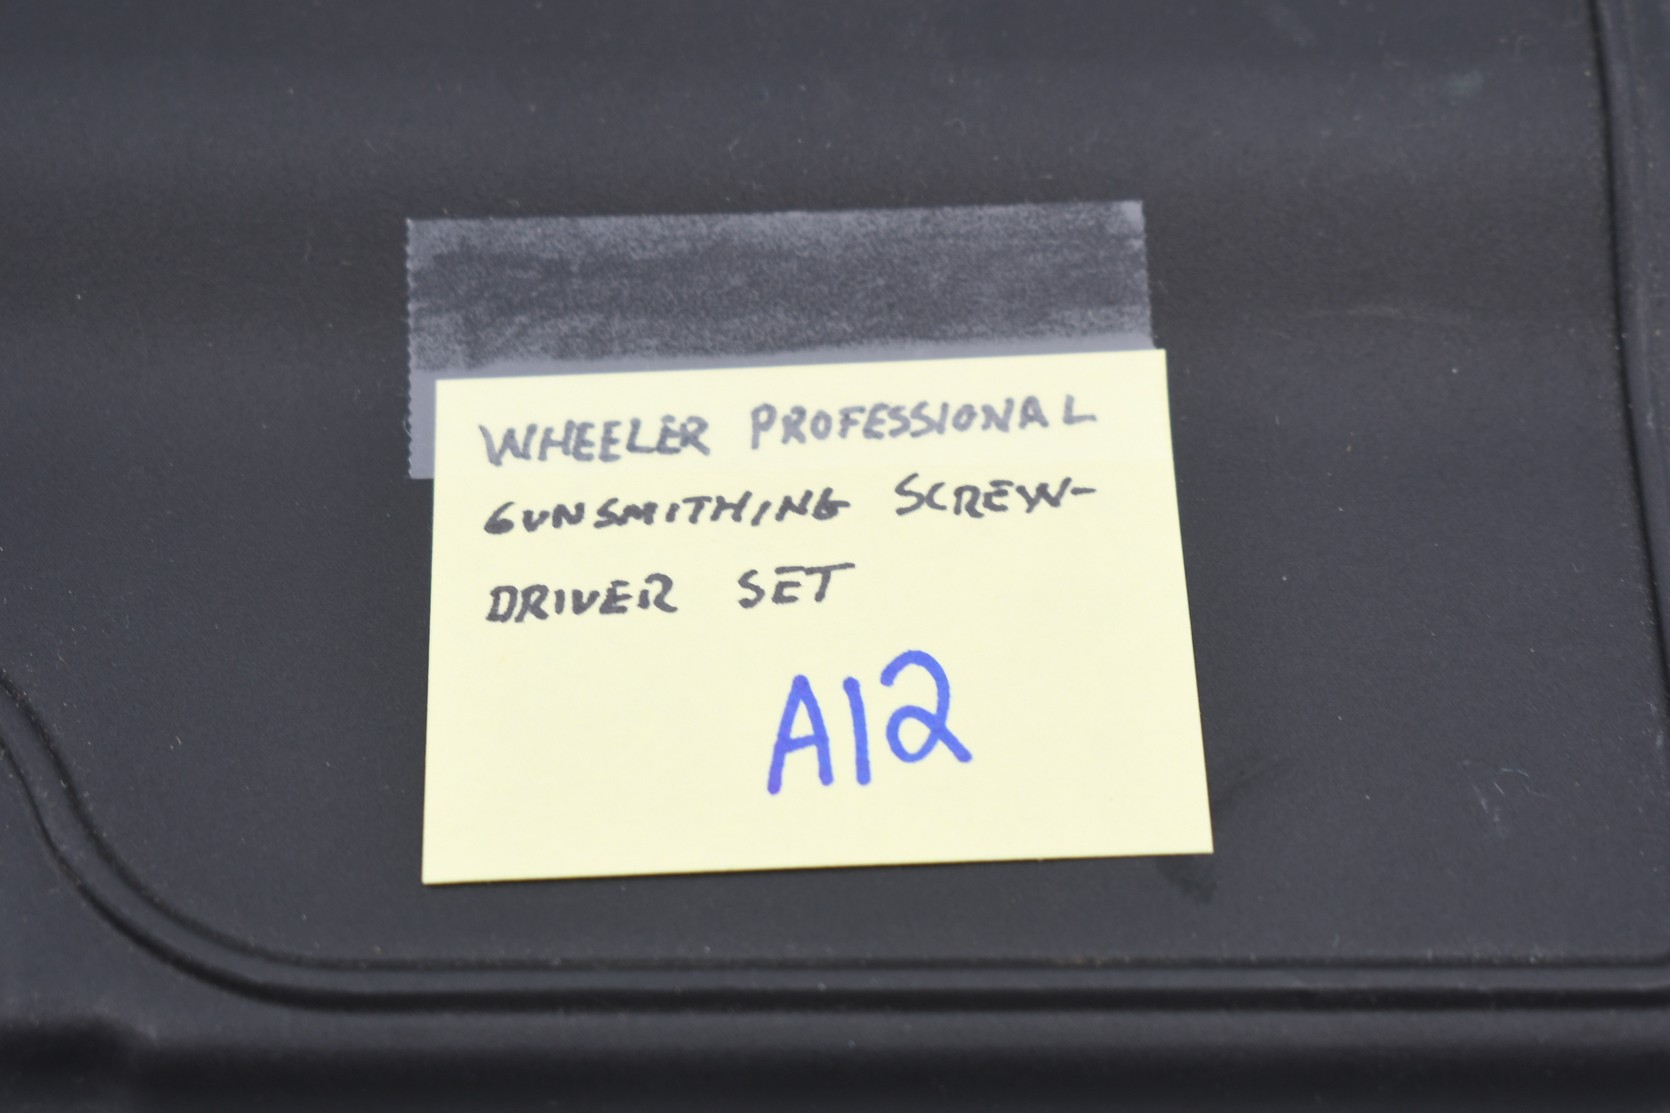 WHEELER PROFESSIONAL
GUNSMITHING SCREW-
DRIVER SET
A12